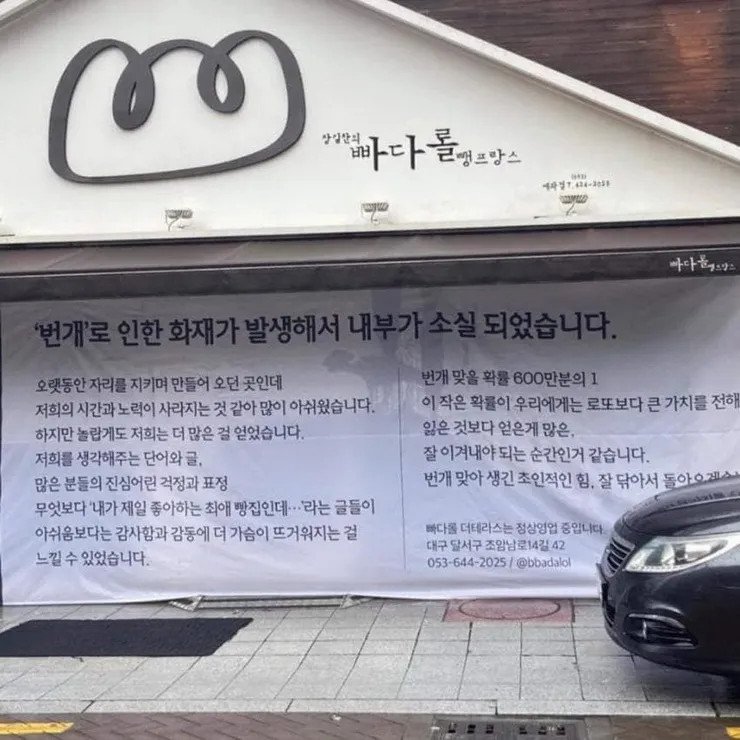 장실찬의 빠다롤 뺑프랑스
T. 624-2025
빠다롤 뺑프랑스
'번개'로 인한 화재가 발생해서 내부가 소실 되었습니다.
오랫동안 자리를 지키며 만들어 오던 곳인데
저희의 시간과 노력이 사라지는 것 같아 많이 아쉬웠습니다.
하지만 놀랍게도 저희는 더 많은 걸 얻었습니다.
저희를 생각해주는 단어와 글,
많은 분들의 진심어린 걱정과 표정
무엇보다 '내가 제일 좋아하는 최애 빵집인데…'라는 글들이
아쉬움보다는 감사함과 감동에 더 가슴이 뜨거워지는 걸
느낄 수 있었습니다.
번개 맞을 확률 600만분의 1
이 작은 확률이 우리에게는 로또보다 큰 가치를 전해
잃은 것보다 얻은게 많은,
잘 이겨내야 되는 순간인거 같습니다.
번개 맞아 생긴 초인적인 힘, 잘 닦아서 돌아오겠습
빠다롤 더테라스는 정상영업 중입니다.
대구 달서구 조암남로14길 42
053-644-2025 / @bbadalol